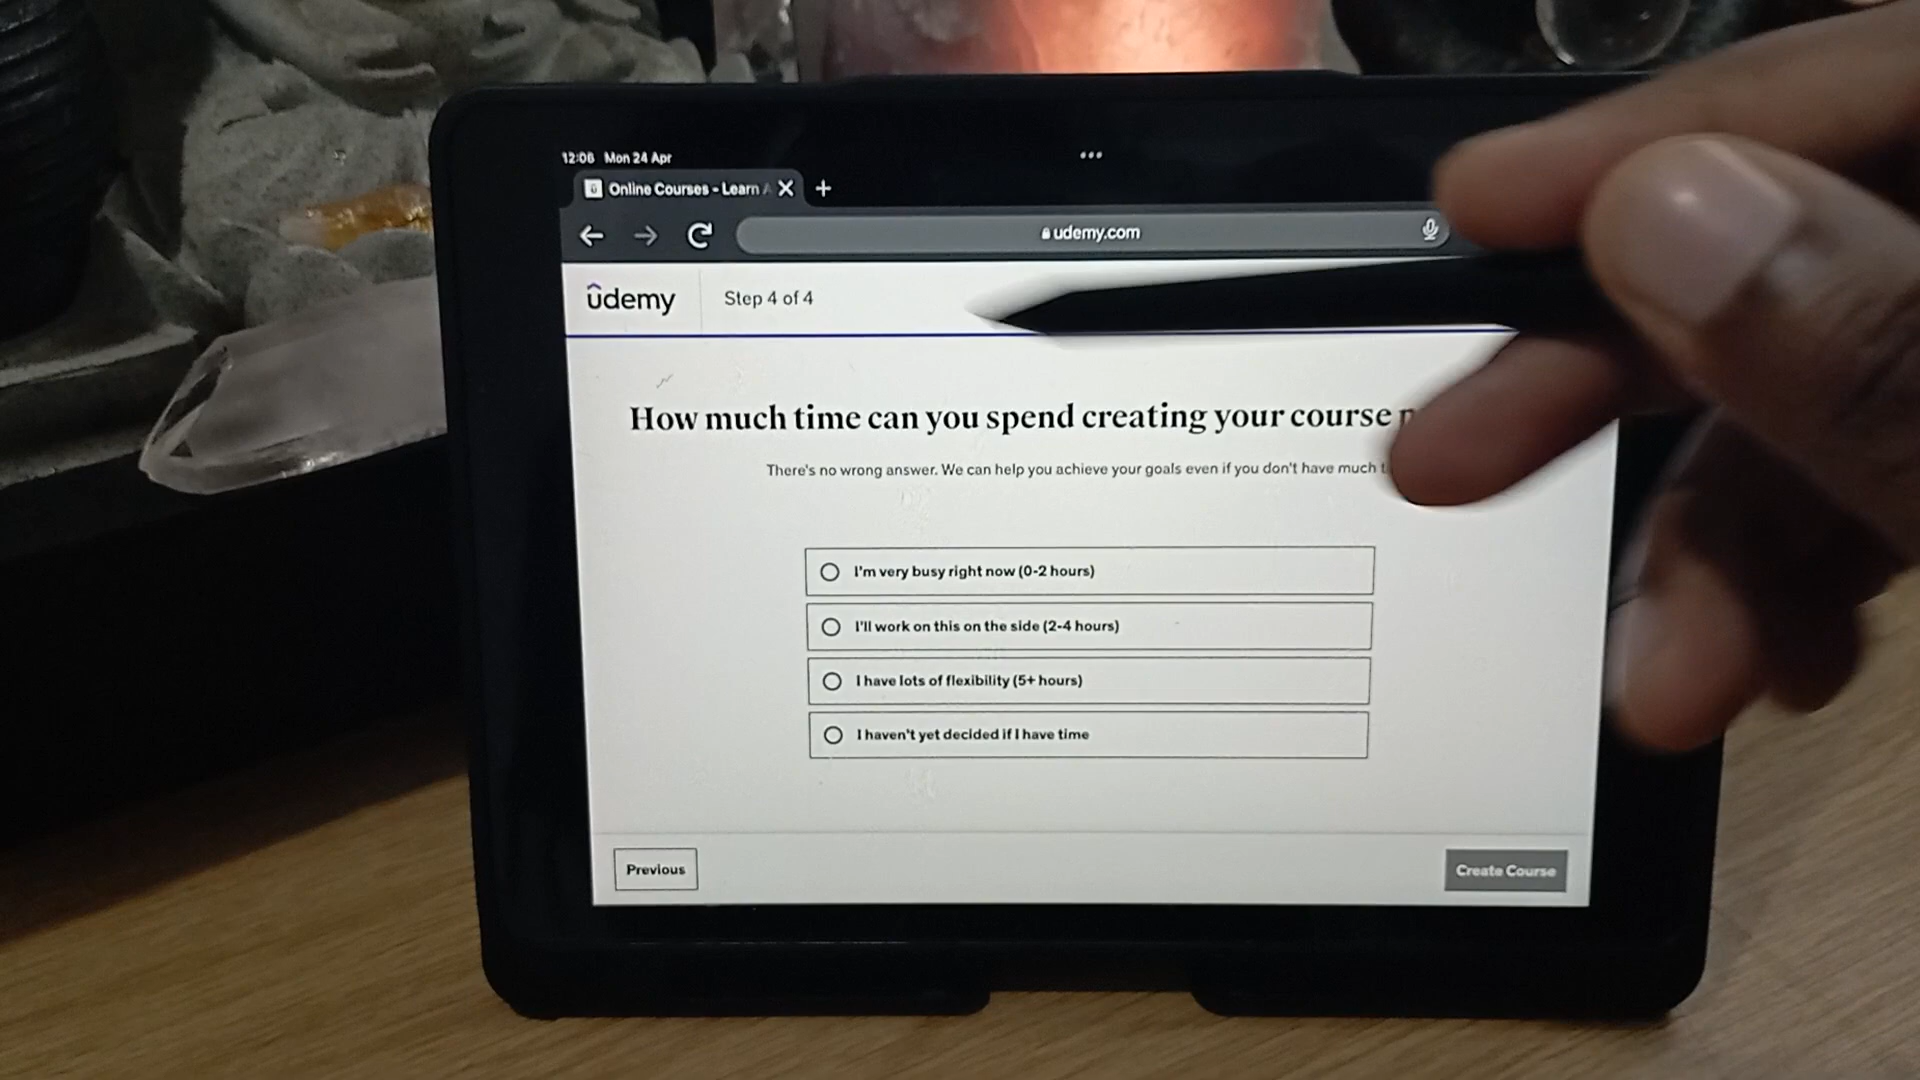 12:06 Mon 24 Apr
Online Courses - Learn A
udemy.com
ûdemy
Step 4 of 4
How much time can you spend creating your course
There's no wrong answer. We can help you achieve your goals even if you don't have much
I'm very busy right now (0-2 hours)
I'll work on this on the side (2-4 hours)
I have lots of flexibility (5+ hours)
I haven't yet decided if I have time
Previous
Create Course